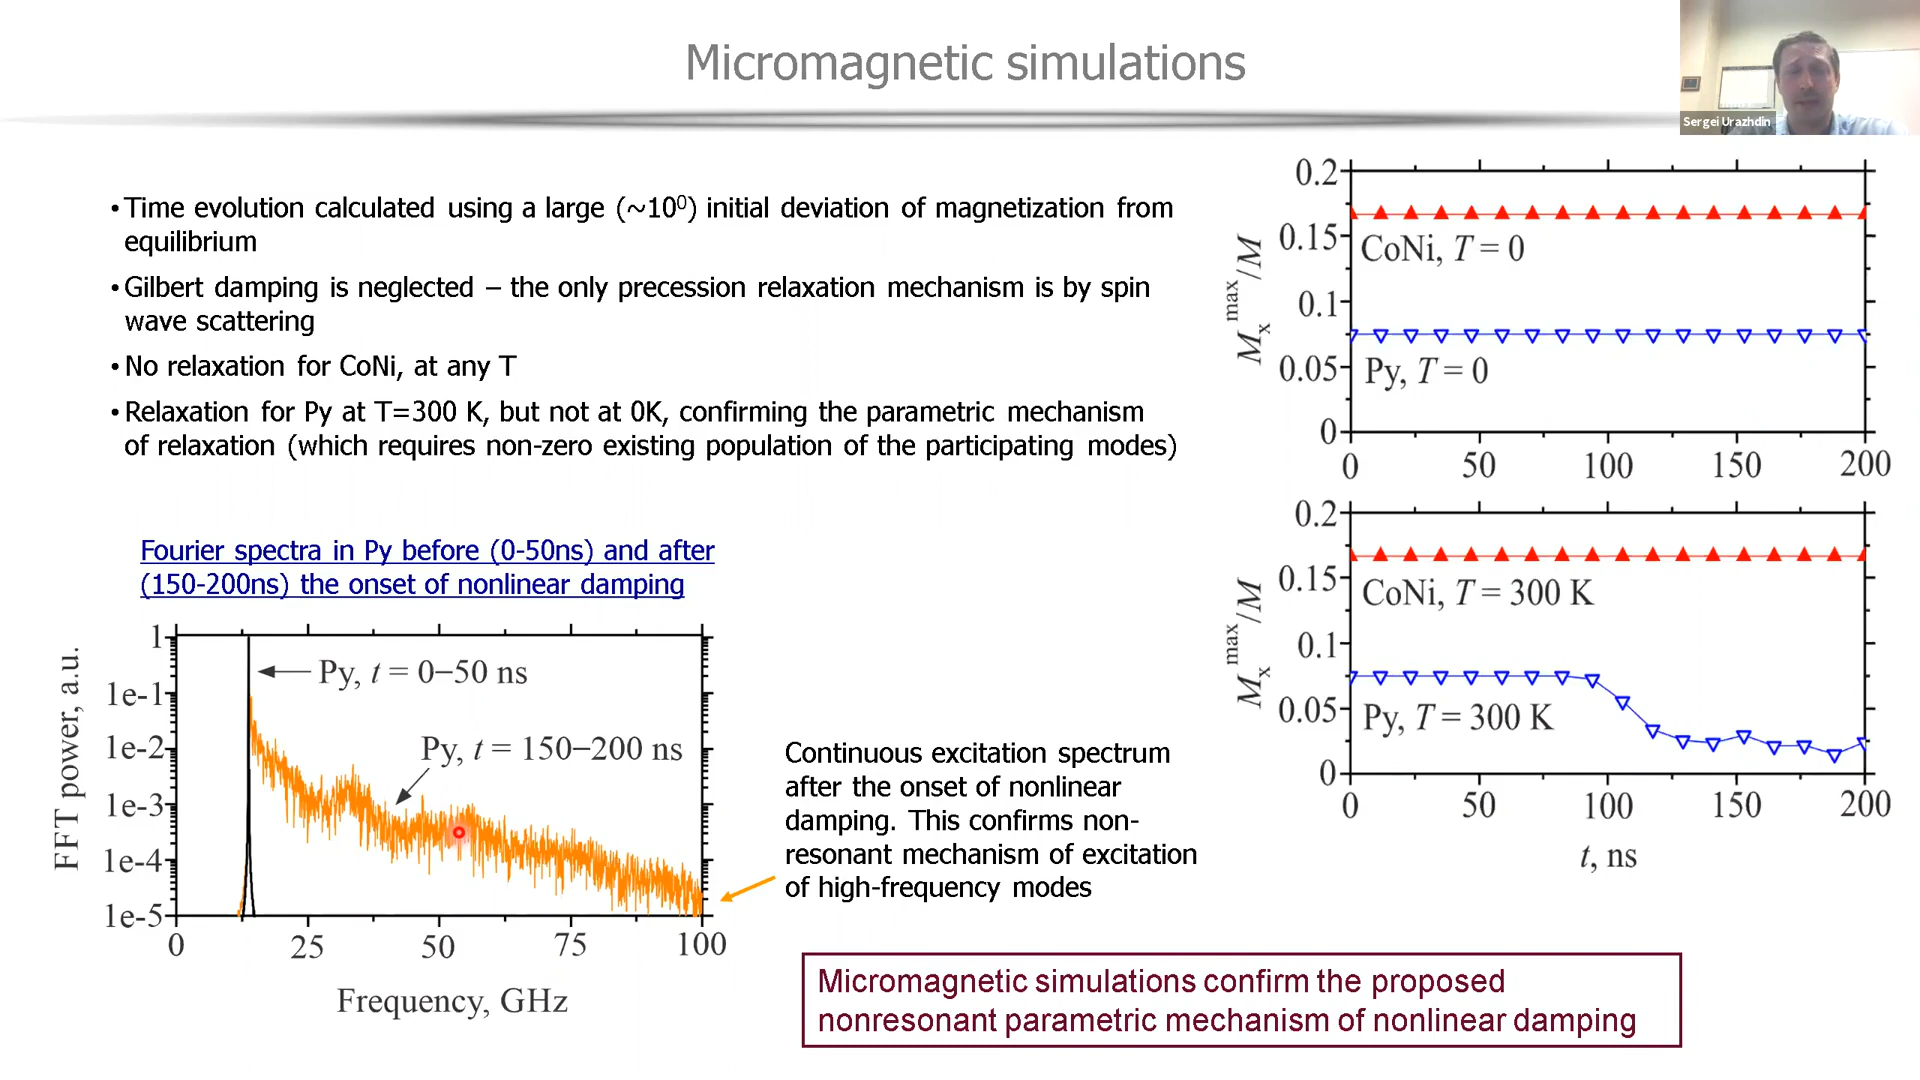 Micromagnetic simulations
Sergei Urazhdin
• Time evolution calculated using a large (~10⁰) initial deviation of magnetization from
equilibrium
• Gilbert damping is neglected – the only precession relaxation mechanism is by spin
wave scattering
• No relaxation for CoNi, at any T
• Relaxation for Py at T=300 K, but not at 0K, confirming the parametric mechanism
of relaxation (which requires non-zero existing population of the participating modes)
Fourier spectra in Py before (0-50ns) and after
(150-200ns) the onset of nonlinear damping
FFT power, a.u.
1
1e-1
1e-2
1e-3
1e-4
1e-5
Py, t = 0–50 ns
Py, t = 150–200 ns
0 25 50 75 100
Frequency, GHz
Continuous excitation spectrum
after the onset of nonlinear
damping. This confirms non-
resonant mechanism of excitation
of high-frequency modes
Mₓᵐᵃˣ/M
0.2
0.15
0.1
0.05
0
CoNi, T = 0
Py, T = 0
0 50 100 150 200
Mₓᵐᵃˣ/M
0.2
0.15
0.1
0.05
0
CoNi, T = 300 K
Py, T = 300 K
0 50 100 150 200
t, ns
Micromagnetic simulations confirm the proposed
nonresonant parametric mechanism of nonlinear damping